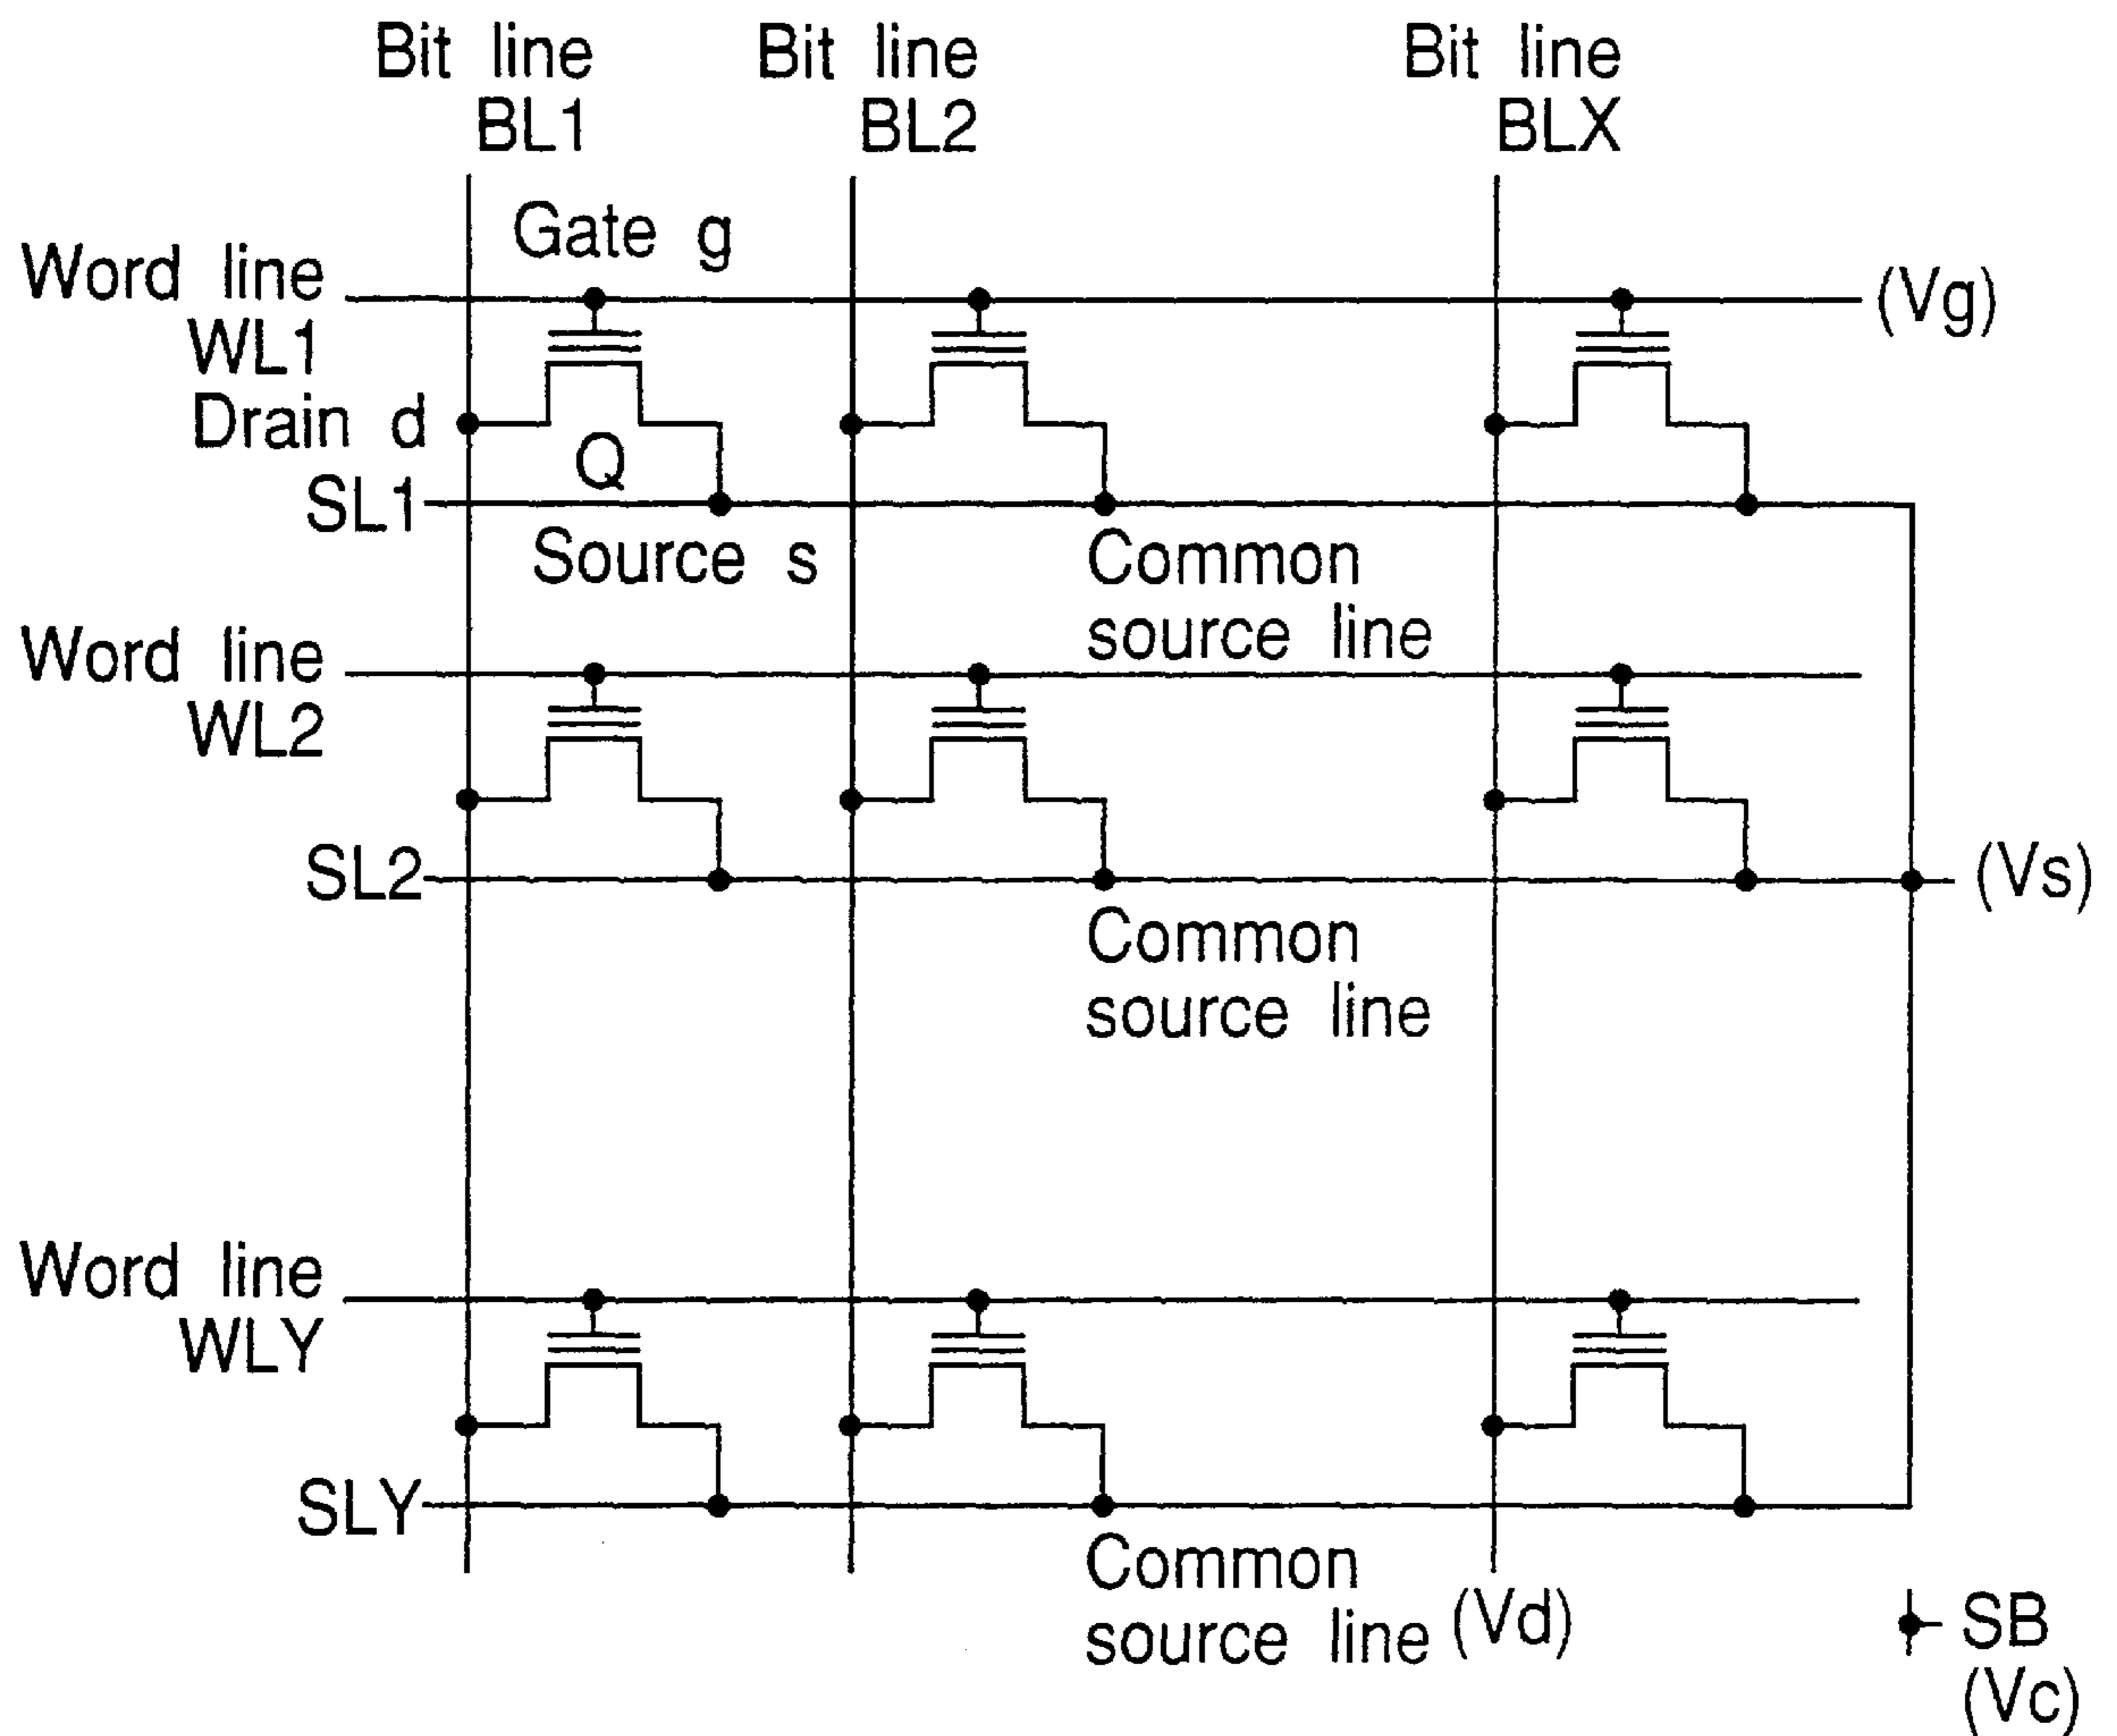 Bit line
BL1
Bit line
BL2
Bit line
BLX
Gate g
Word line
WL1
(Vg)
Drain d
Q
SL1
Source s
Common
source line
Word line
WL2
SL2
(Vs)
Common
source line
Word line
WLY
SLY
Common
source line
(Vd)
SB
(Vc)